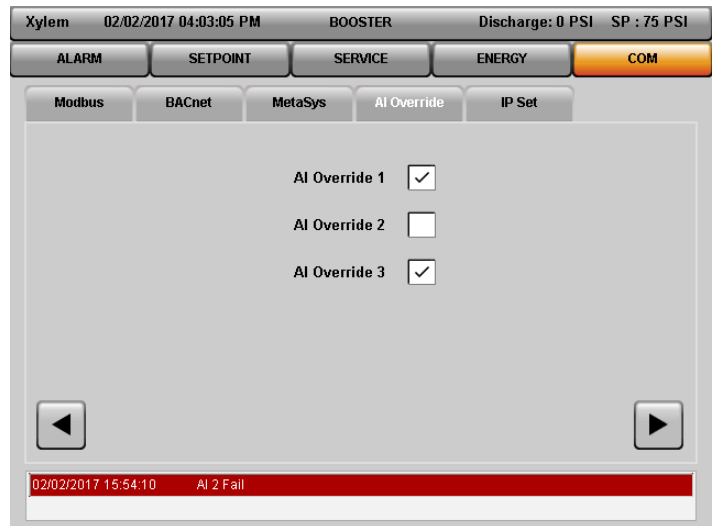 Xylem 02/02/2017 04:03:05 PM BOOSTER Discharge: 0 PSI SP : 75 PSI
ALARM SETPOINT SERVICE ENERGY COM
Modbus BACnet MetaSys AI Override IP Set
AI Override 1
AI Override 2
AI Override 3
02/02/2017 15:54:10 AI 2 Fail